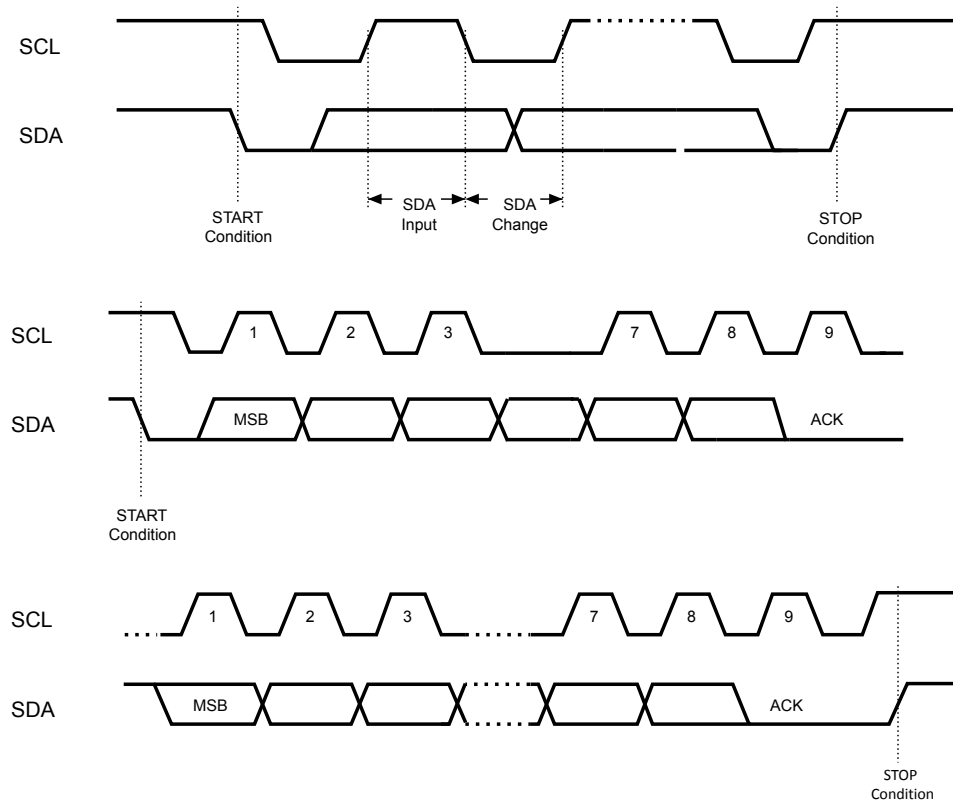 SCL
SDA
SDA
Input
SDA
Change
START
Condition
STOP
Condition
SCL
1
2
3
7
8
9
SDA
MSB
ACK
START
Condition
SCL
1
2
3
7
8
9
SDA
MSB
ACK
STOP
Condition